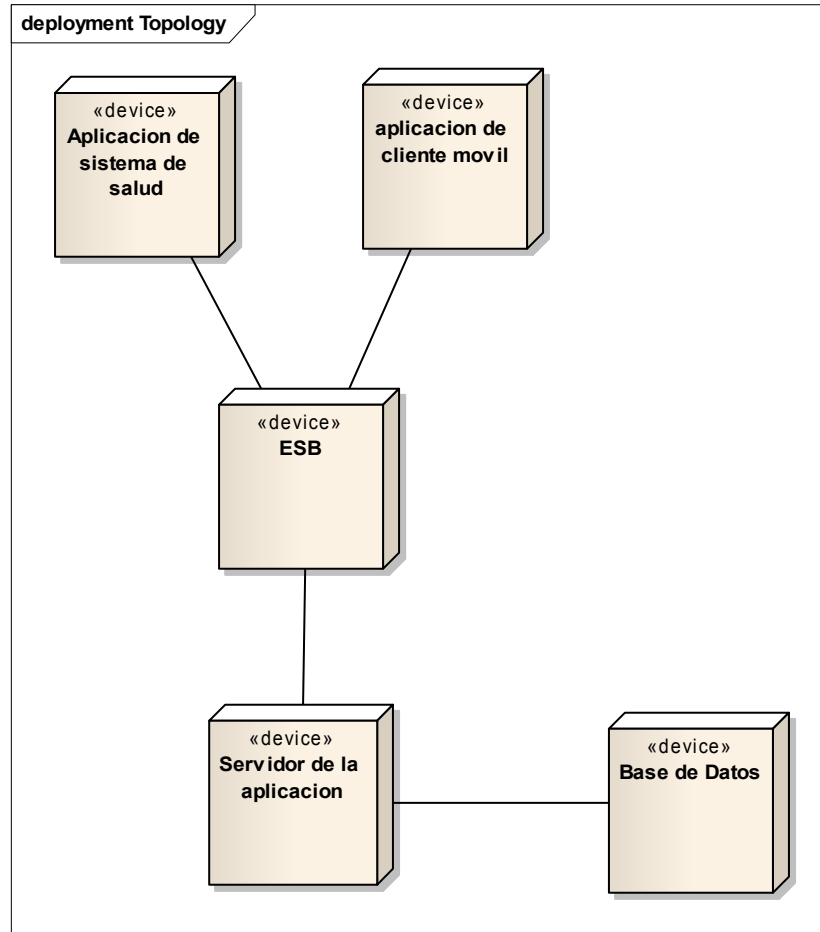 deployment Topology
«device»
Aplicacion de
sistema de
salud
«device»
aplicacion de
cliente movil
«device»
ESB
«device»
Servidor de la
aplicacion
«device»
Base de Datos